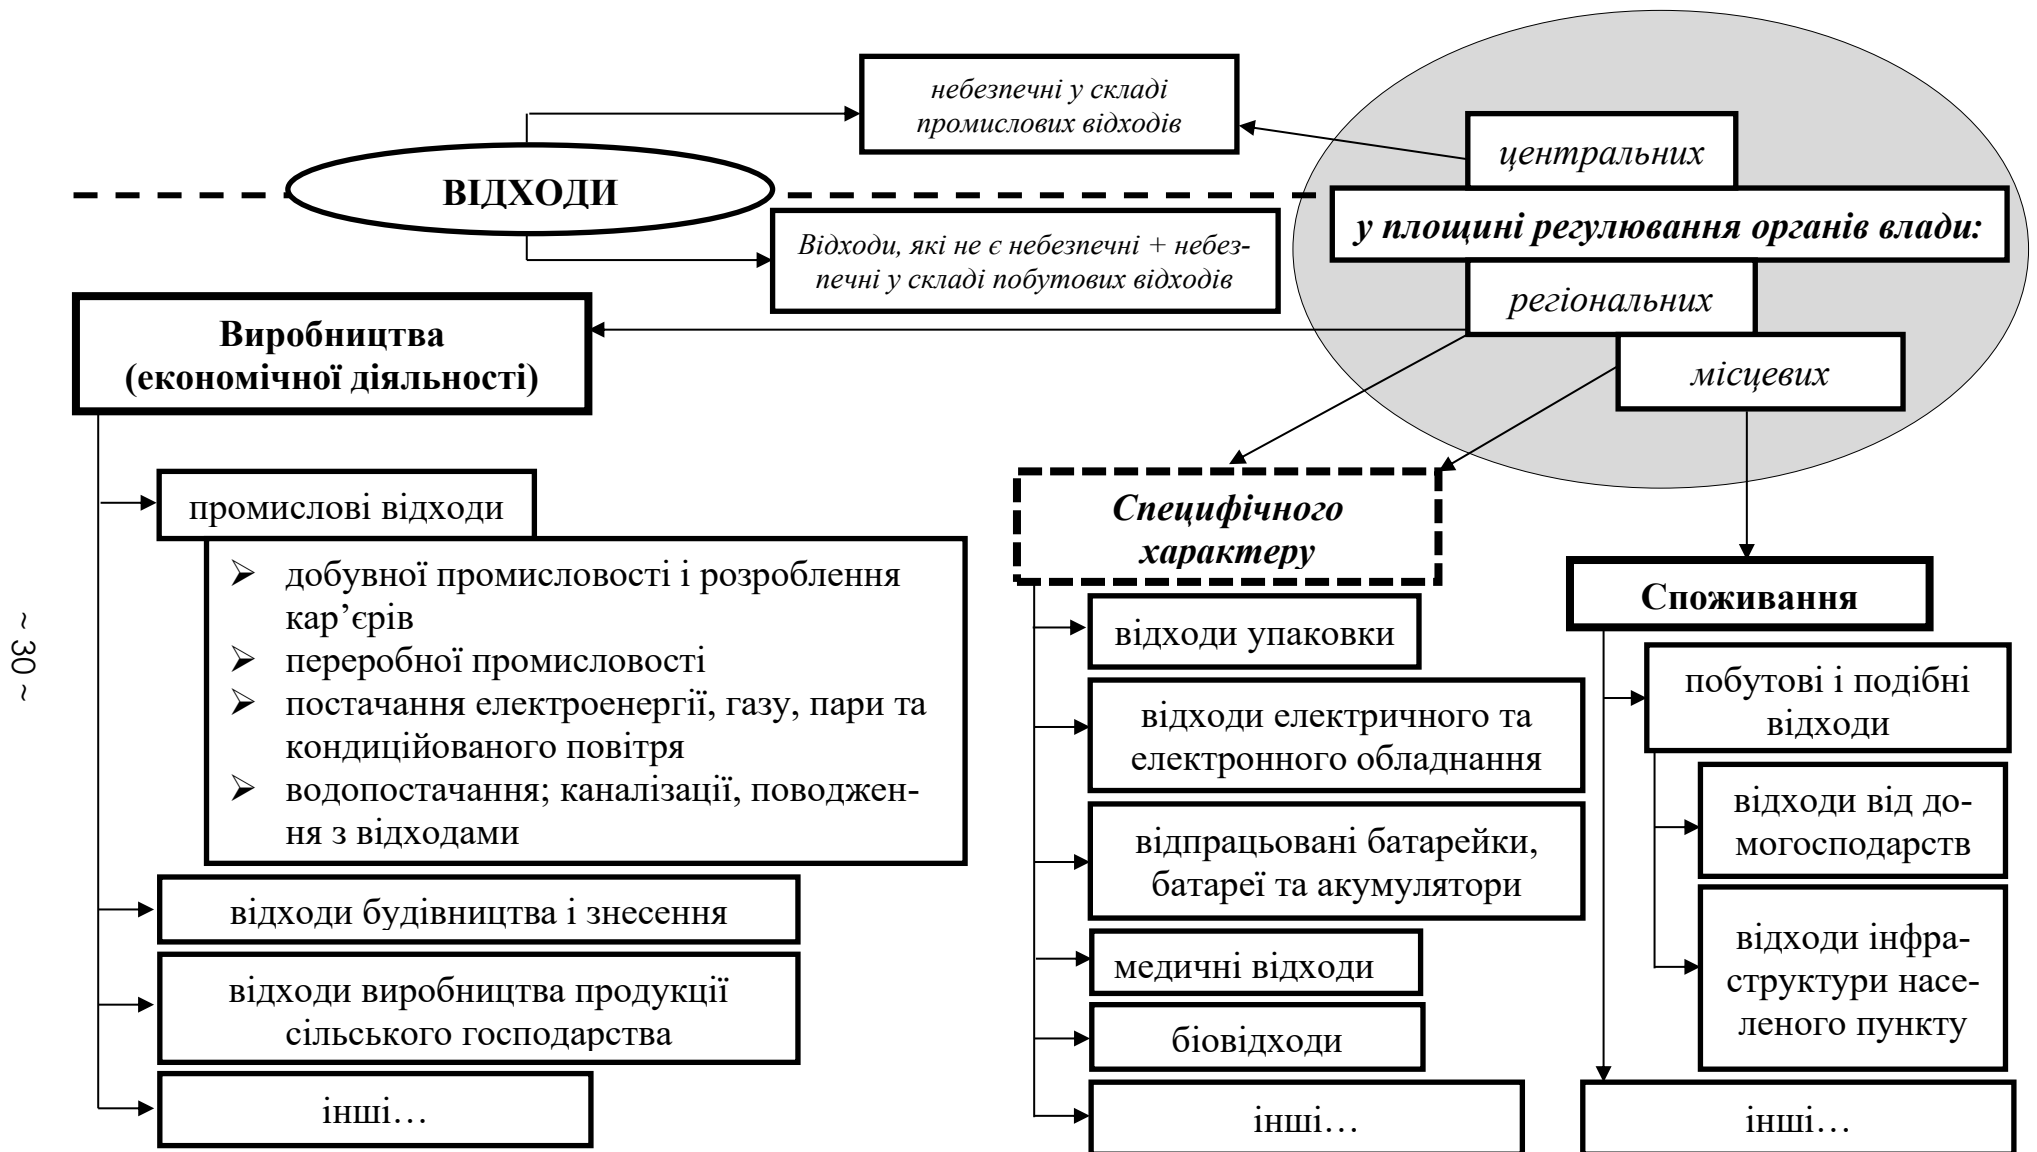 небезпечні у складі
промислових відходів
центральних
ВІДХОДИ
у площині регулювання органів влади:
Відходи, які не є небезпечні + небез-
печні у складі побутових відходів
регіональних
місцевих
Виробництва
(економічної діяльності)
промислові відходи
➢ добувної промисловості і розроблення
кар’єрів
➢ переробної промисловості
➢ постачання електроенергії, газу, пари та
кондиційованого повітря
➢ водопостачання; каналізації, поводжен-
ня з відходами
відходи будівництва і знесення
відходи виробництва продукції
сільського господарства
інші…
Специфічного
характеру
відходи упаковки
відходи електричного та
електронного обладнання
відпрацьовані батарейки,
батареї та акумулятори
медичні відходи
біовідходи
інші…
Споживання
побутові і подібні
відходи
відходи від до-
могосподарств
відходи інфра-
структури насе-
леного пункту
інші…
~ 30 ~